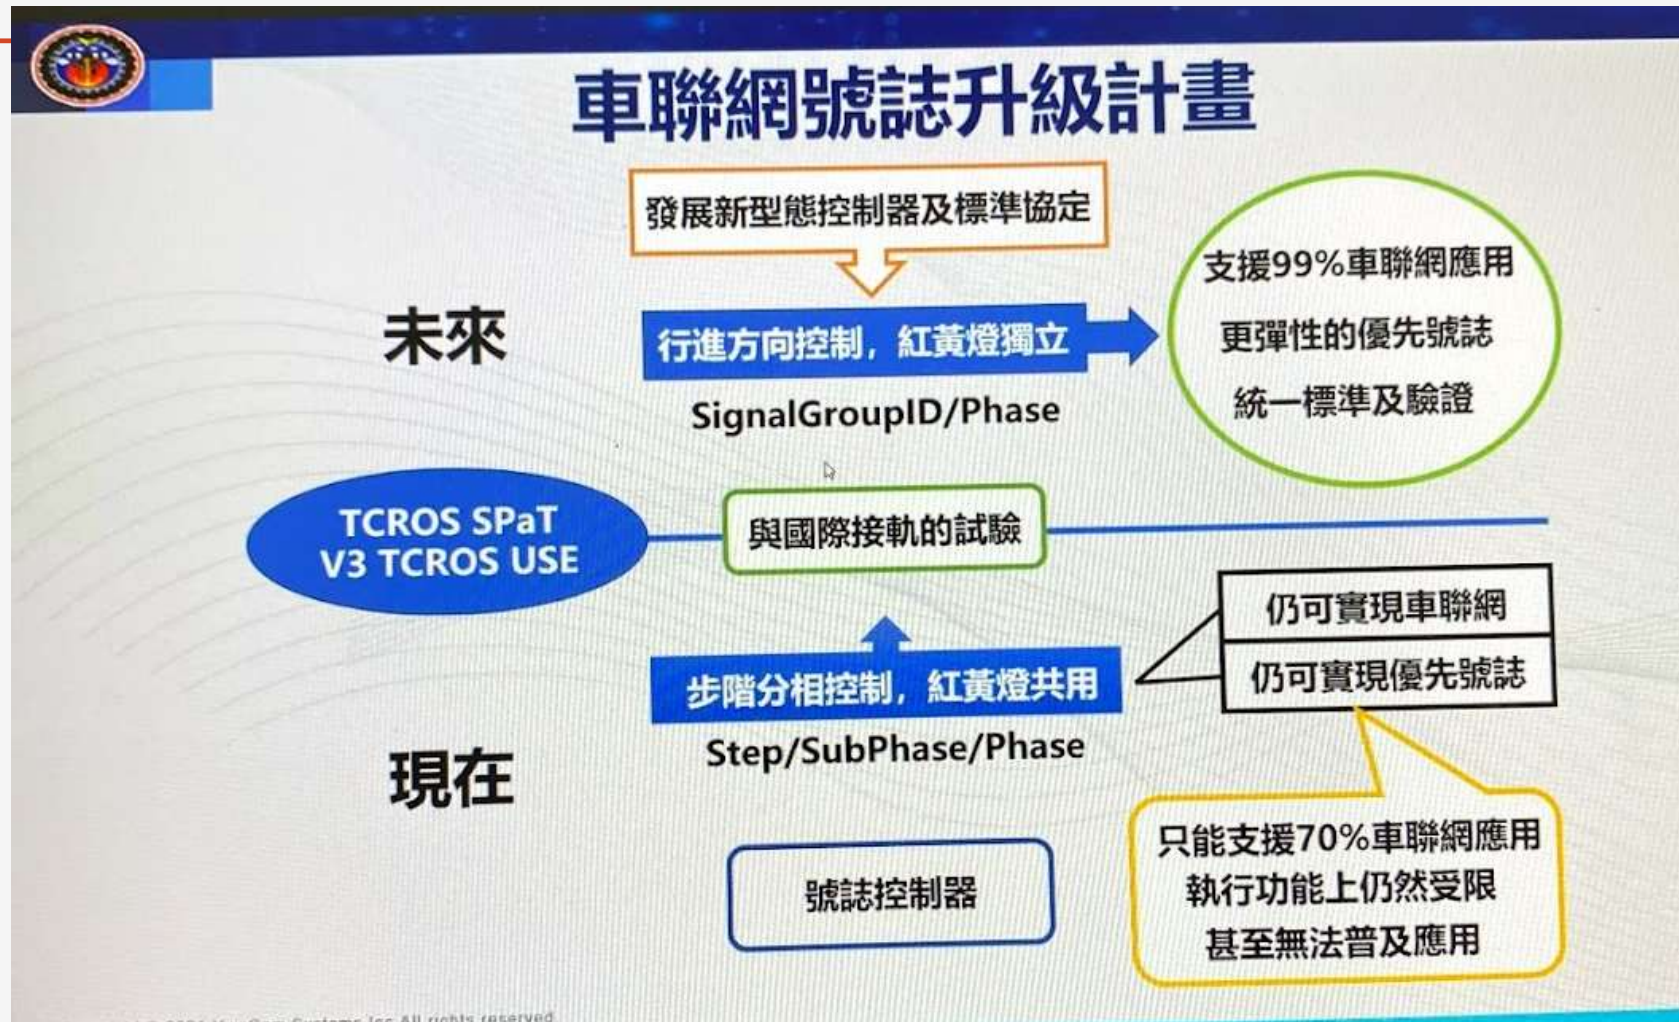 車聯網號誌升級計畫
發展新型態控制器及標準協定
未來
行進方向控制，紅黃燈獨立
SignalGroupID/Phase
支援99%車聯網應用
更彈性的優先號誌
統一標準及驗證
TCROS SPaT
V3 TCROS USE
與國際接軌的試驗
仍可實現車聯網
仍可實現優先號誌
步階分相控制，紅黃燈共用
Step/SubPhase/Phase
現在
號誌控制器
只能支援70%車聯網應用
執行功能上仍然受限
甚至無法普及應用
Systems Inc All rights reserved